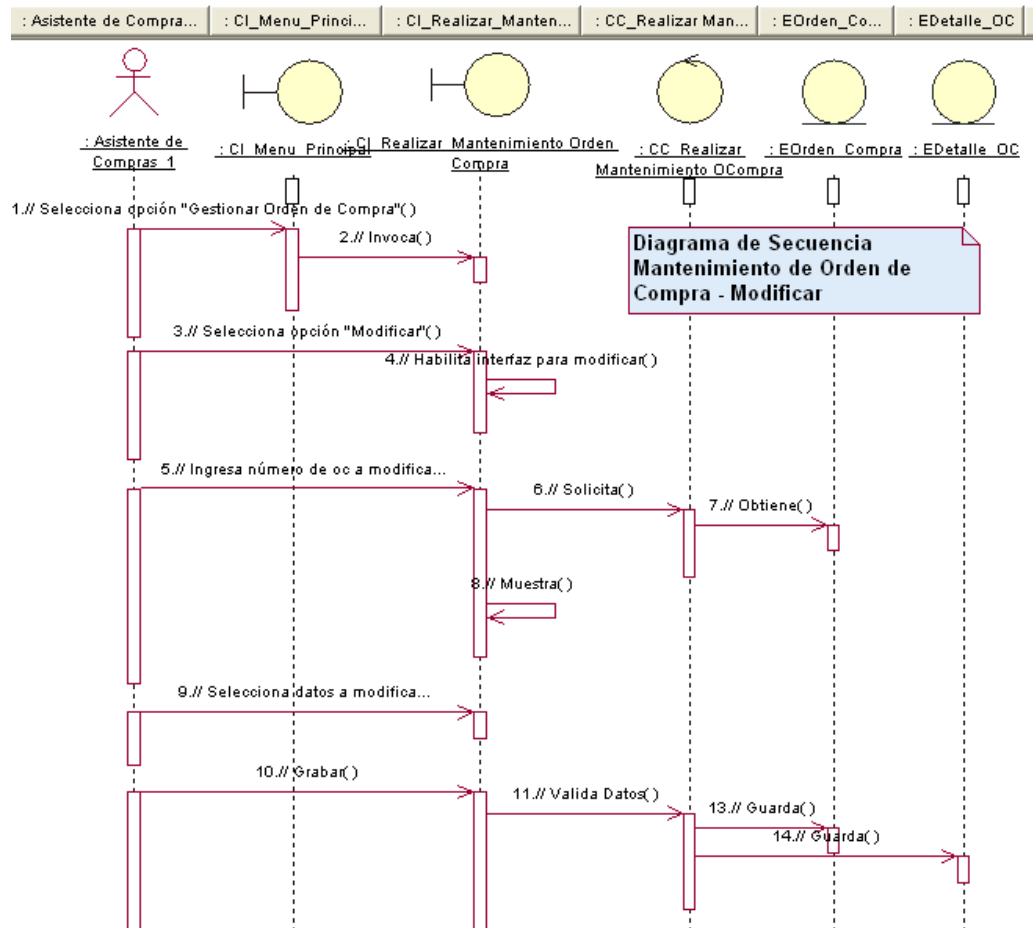 : Asistente de Compra... : CI_Menu_Princi... : CI_Realizar_Manten... : CC_Realizar Man... : EOrden_Co... : EDetalle_OC
: Asistente de
Compras_1
: CI_Menu_Principal
: CI_Realizar_Mantenimiento Orden
Compra
: CC_Realizar
Mantenimiento OCompra
: EOrden_Compra
: EDetalle_OC
1.// Selecciona opción "Gestionar Orden de Compra"( )
2.// Invoca( )
Diagrama de Secuencia
Mantenimiento de Orden de
Compra - Modificar
3.// Selecciona opción "Modificar"( )
4.// Habilita interfaz para modificar( )
5.// Ingresa número de oc a modifica...
6.// Solicita( )
7.// Obtiene( )
8.// Muestra( )
9.// Selecciona datos a modifica...
10.// Grabar( )
11.// Valida Datos( )
13.// Guarda( )
14.// Guarda( )